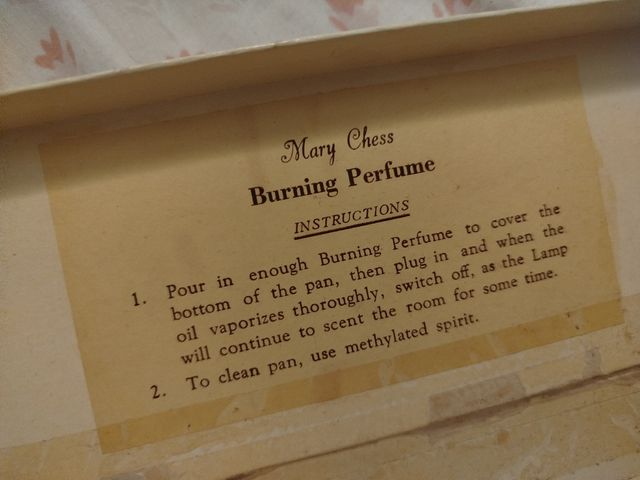 Mary Chess
Burning Perfume
INSTRUCTIONS
1. Pour in enough Burning Perfume to cover the
bottom of the pan, then plug in and when the
oil vaporizes thoroughly, switch off, as the Lamp
will continue to scent the room for some time.
2. To clean pan, use methylated spirit.